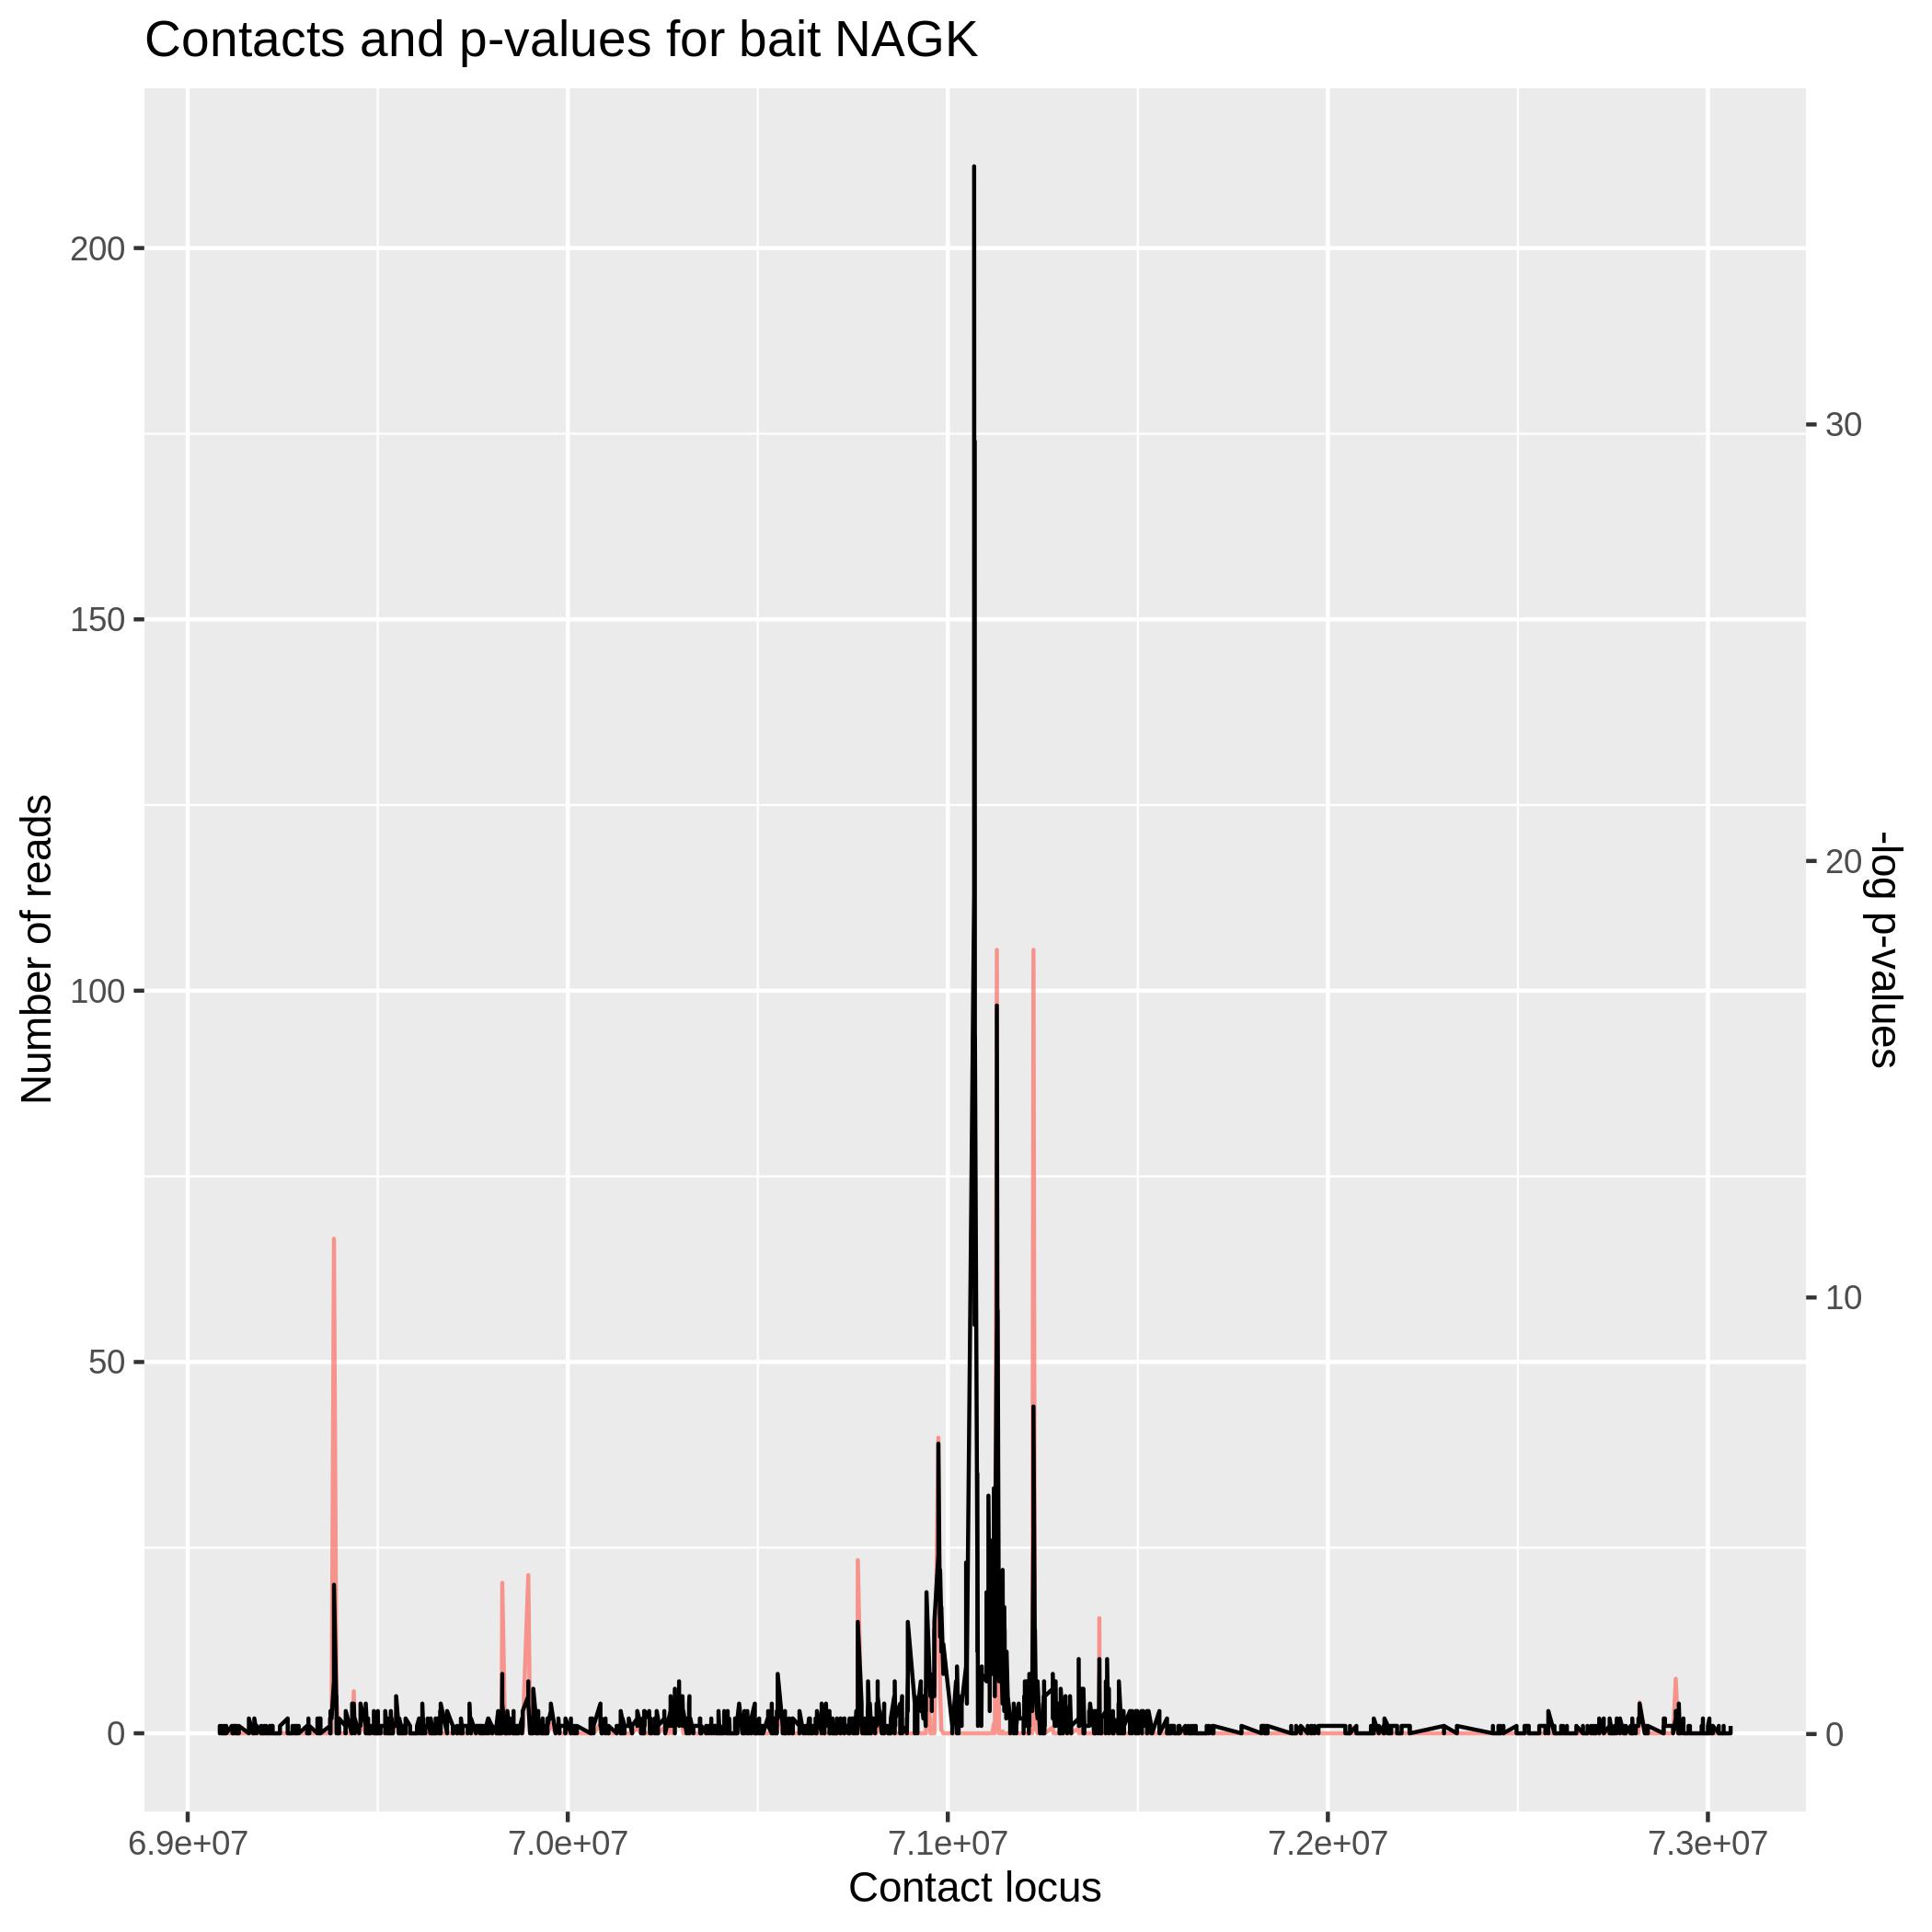 Contacts and p-values for bait NAGK
Number of reads
200
150
100
50
0
30
20
10
0
-log p-values
6.9e+07 7.0e+07 7.1e+07 7.2e+07 7.3e+07
Contact locus